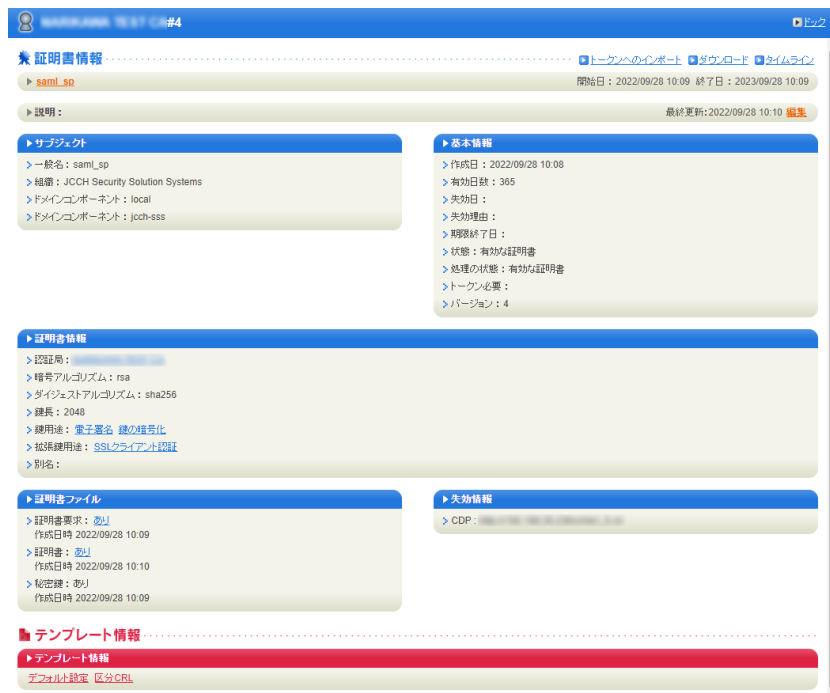 #4
ドック
証明書情報
トークンへのインポート ダウンロード タイムライン
saml_sp
開始日：2022/09/28 10:09 終了日：2023/09/28 10:09
説明：
最終更新:2022/09/28 10:10 編集
サブジェクト
一般名：saml_sp
組織：JCCH Security Solution Systems
ドメインコンポーネント：local
ドメインコンポーネント：jcch-sss
基本情報
作成日：2022/09/28 10:08
有効日数：365
失効日：
失効理由：
期限終了日：
状態：有効な証明書
処理の状態：有効な証明書
トークン必要：
バージョン：4
証明書情報
認証局：
暗号アルゴリズム：rsa
ダイジェストアルゴリズム：sha256
鍵長：2048
鍵用途： 電子署名 鍵の暗号化
拡張鍵用途： SSLクライアント認証
別名：
証明書ファイル
証明書要求： あり
作成日時 2022/09/28 10:09
証明書： あり
作成日時 2022/09/28 10:10
秘密鍵：あり
作成日時 2022/09/28 10:09
失効情報
CDP :
テンプレート情報
テンプレート情報
デフォルト設定 区分CRL